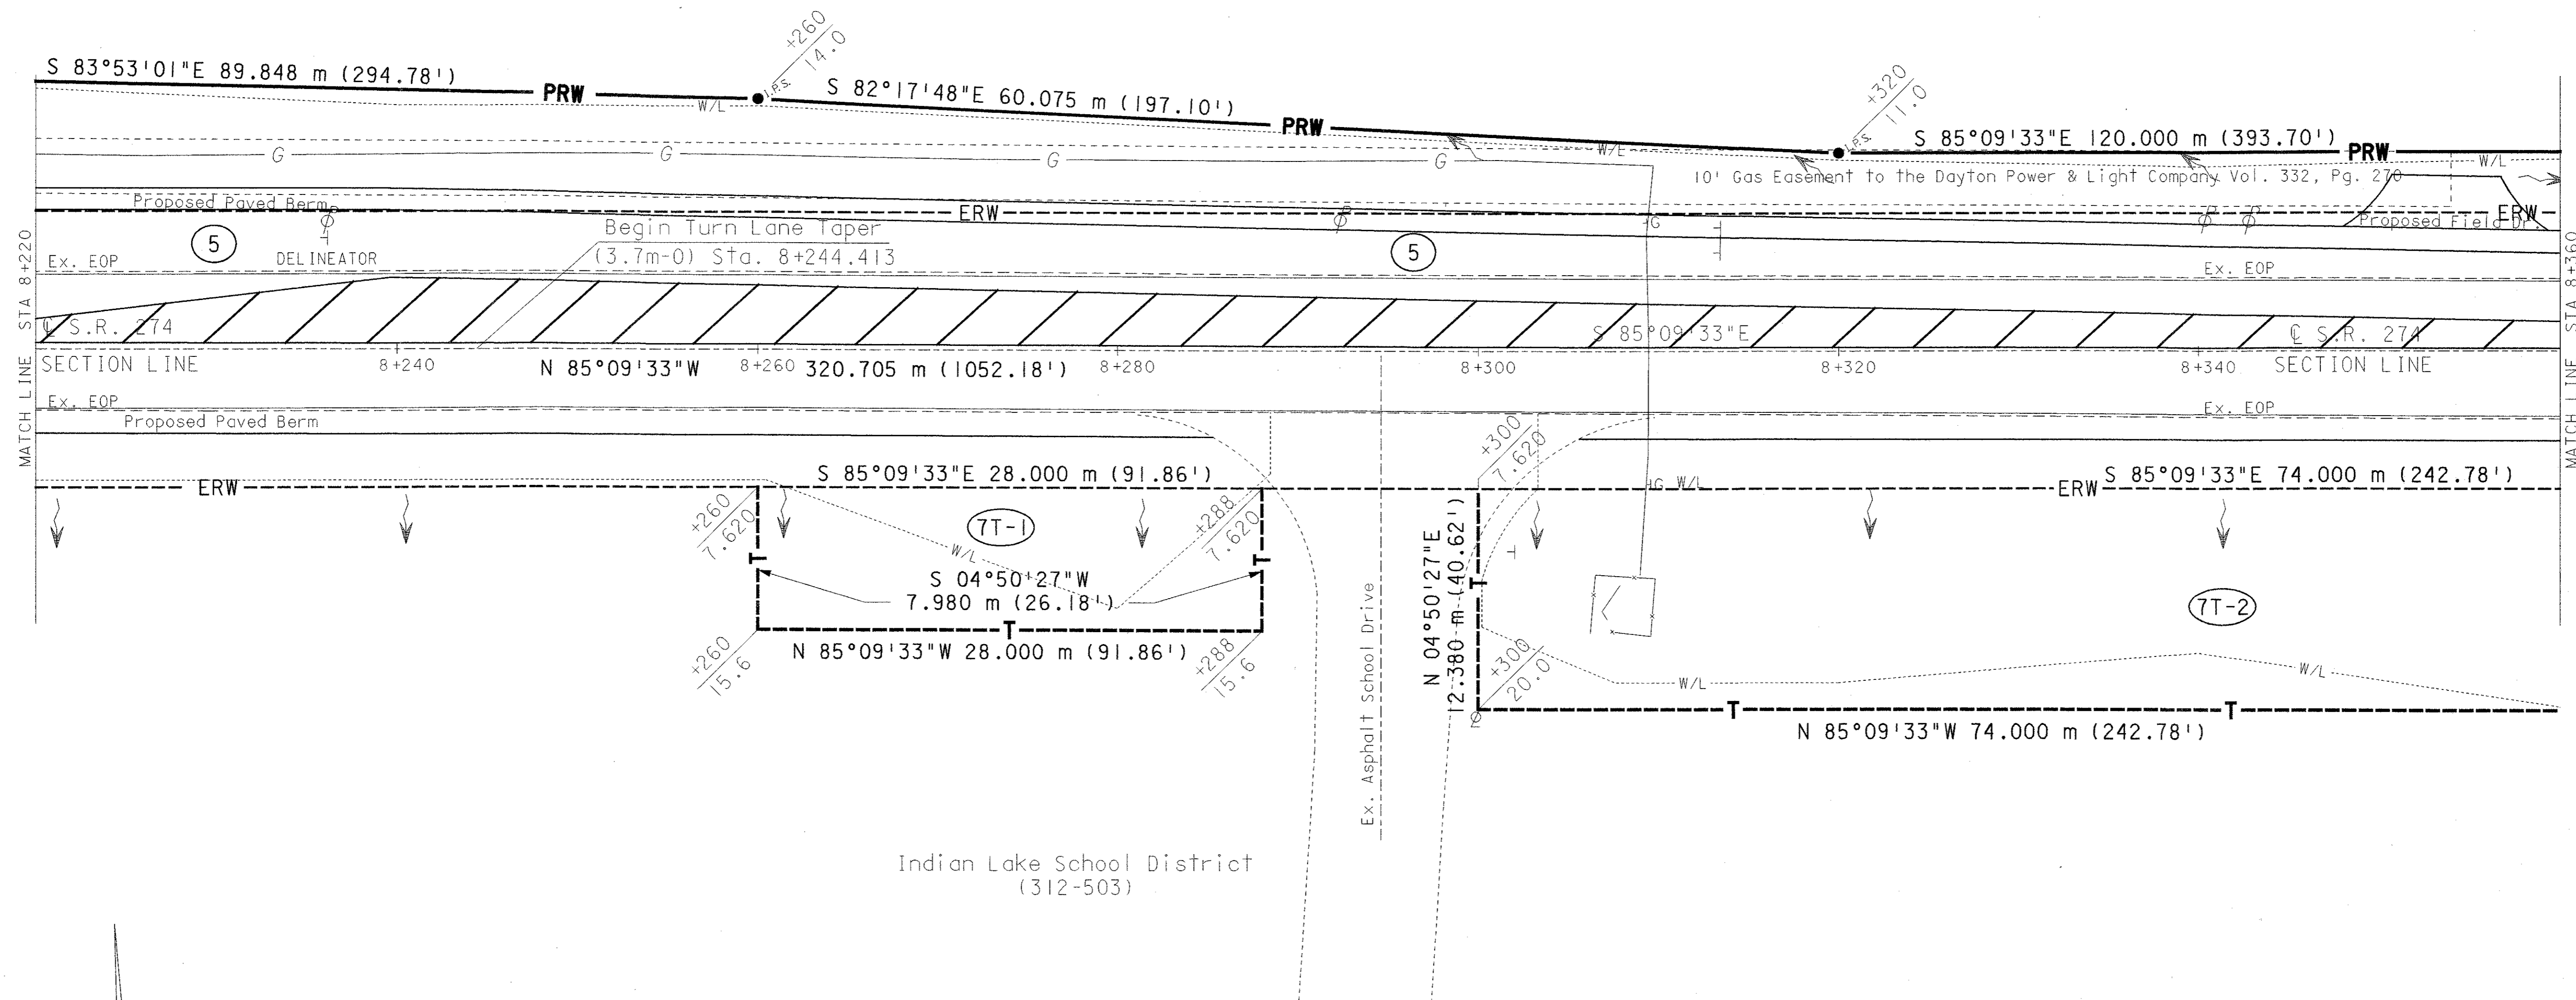 +260
14.0
I.P.S.
S 83°53'01"E 89.848 m (294.78')
PRW
W/L
S 82°17'48"E 60.075 m (197.10')
PRW
W/L
+320
11.0
I.P.S.
S 85°09'33"E 120.000 m (393.70')
PRW
W/L
G
G
G
G
10' Gas Easement to the Dayton Power & Light Company Vol. 332, Pg. 270
Proposed Paved Berm
ERW
ERW
Proposed Field Dr.
5
Begin Turn Lane Taper
(3.7m-0) Sta. 8+244.413
5
G
Ex. EOP
DELINEATOR
Ex. EOP
MATCH LINE STA 8+220
MATCH LINE STA 8+360
℄ S.R. 274
S 85°09'33"E
℄ S.R. 274
SECTION LINE
8+240
N 85°09'33"W
8+260
320.705 m (1052.18')
8+280
8+300
8+320
8+340
SECTION LINE
Ex. EOP
Ex. EOP
Proposed Paved Berm
+300
7.620
S 85°09'33"E 28.000 m (91.86')
S 85°09'33"E 74.000 m (242.78')
ERW
G W/L
ERW
+260
7.620
7T-1
+288
7.620
W/L
T
T
S 04°50'27"W
7.980 m (26.18')
N 04°50'27"E
12.380 m (40.62')
T
7T-2
T
N 85°09'33"W 28.000 m (91.86')
+260
15.6
+288
15.6
+300
20.0
W/L
W/L
T
T
N 85°09'33"W 74.000 m (242.78')
Ex. Asphalt School Drive
Indian Lake School District
(312-503)